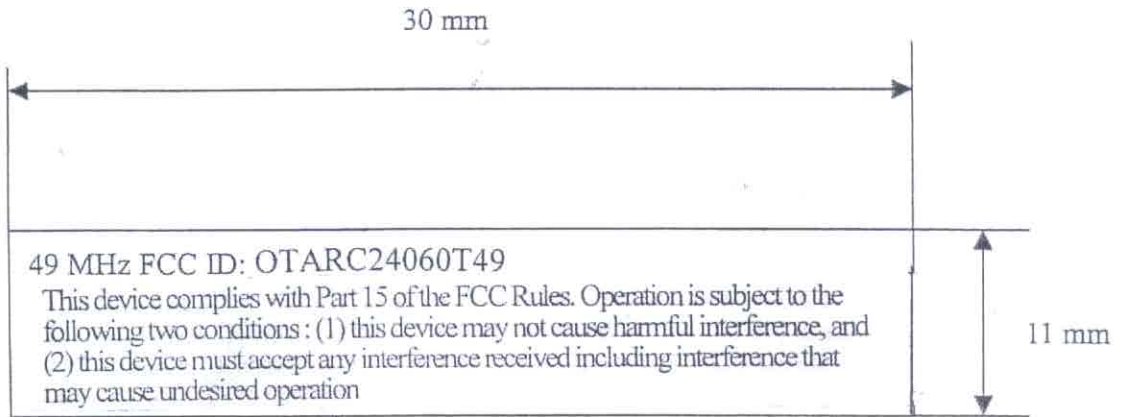 30 mm
49 MHz FCC ID: OTARC24060T49
This device complies with Part 15 of the FCC Rules. Operation is subject to the
following two conditions : (1) this device may not cause harmful interference, and
(2) this device must accept any interference received including interference that
may cause undesired operation
11 mm